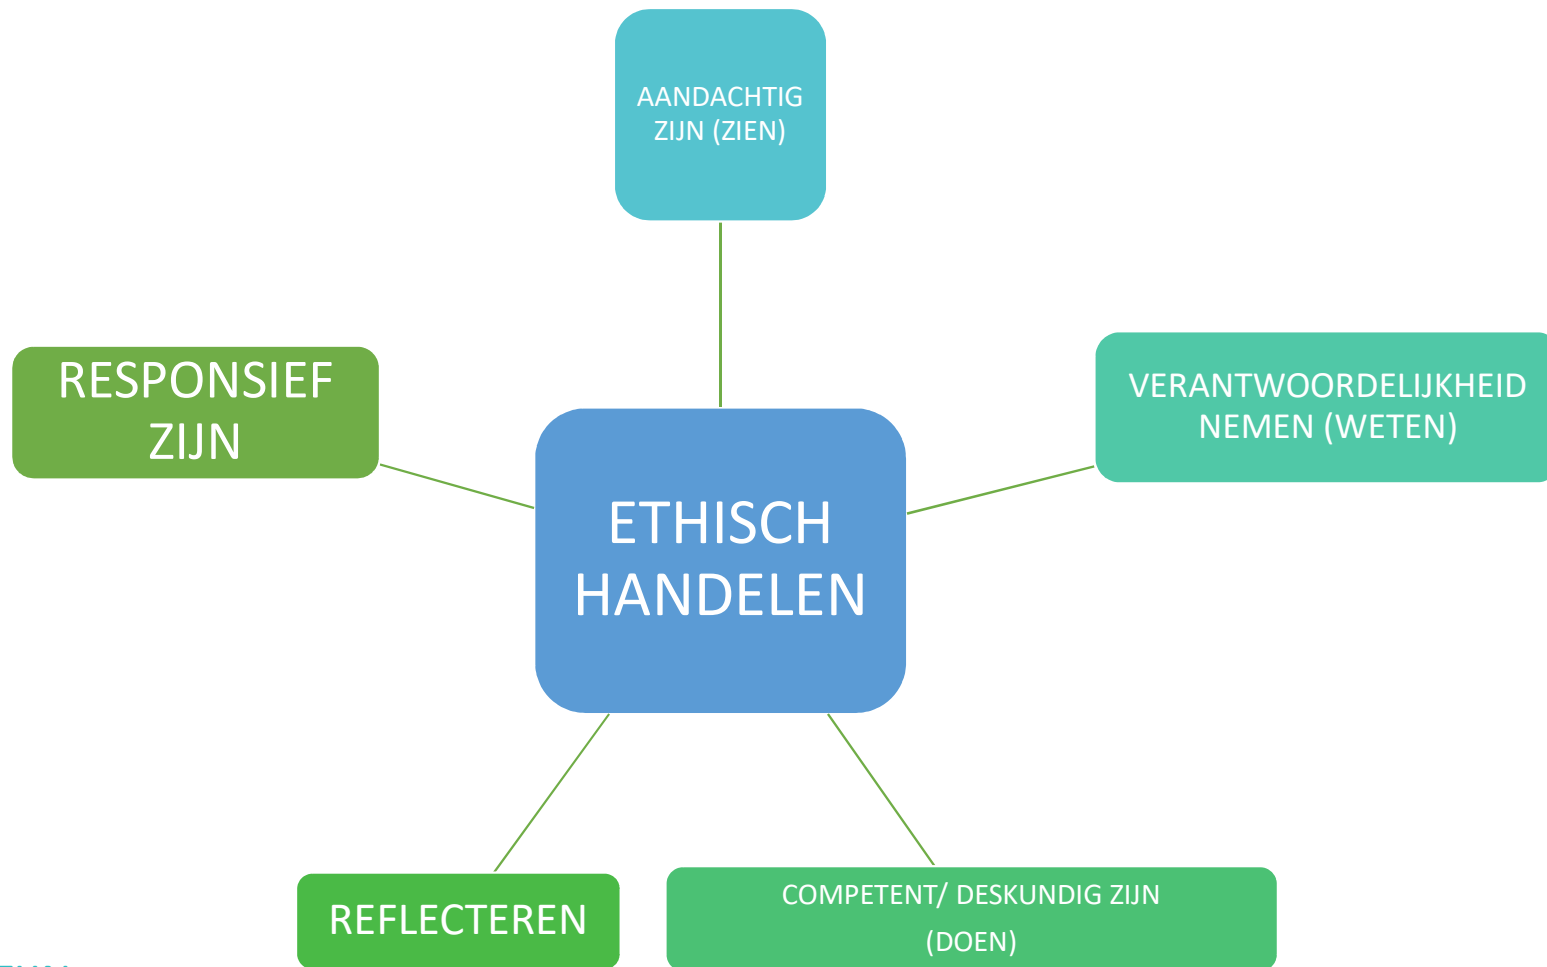 AANDACHTIG
ZIJN (ZIEN)
RESPONSIEF
ZIJN
VERANTWOORDELIJKHEID
NEMEN (WETEN)
ETHISCH
HANDELEN
REFLECTEREN
COMPETENT/ DESKUNDIG ZIJN
(DOEN)